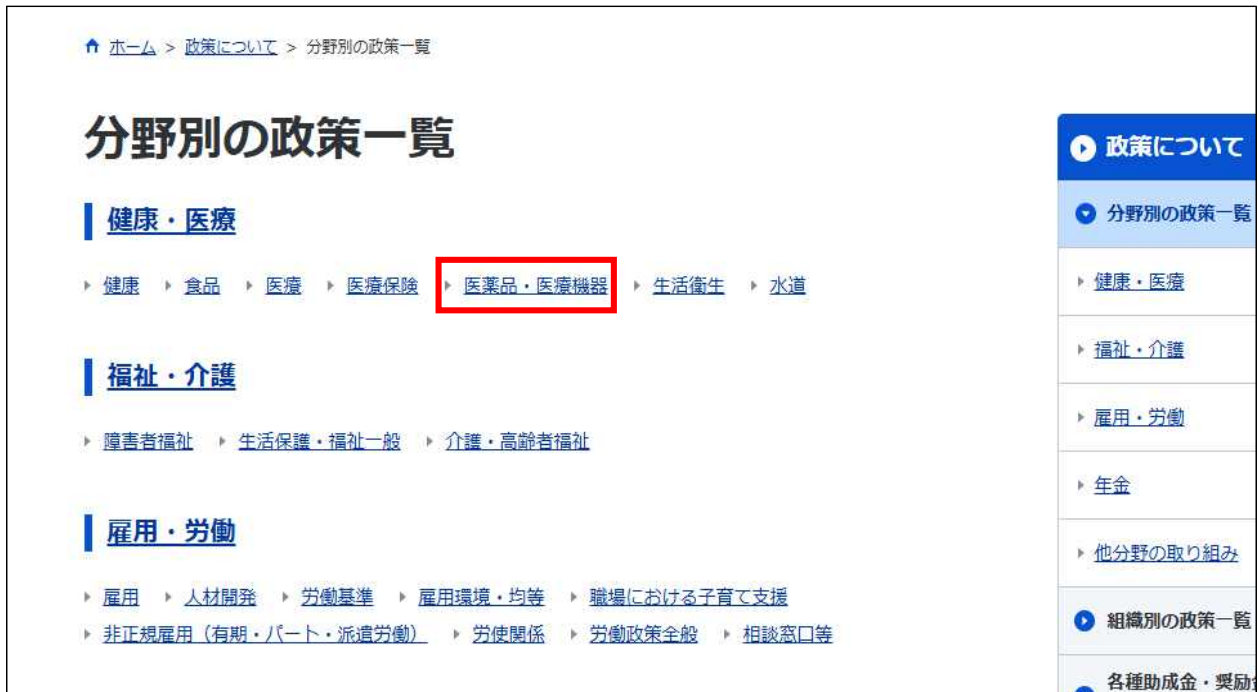 ホーム > 政策について > 分野別の政策一覧
分野別の政策一覧
健康・医療
健康 食品 医療 医療保険 医薬品・医療機器 生活衛生 水道
福祉・介護
障害者福祉 生活保護・福祉一般 介護・高齢者福祉
雇用・労働
雇用 人材開発 労働基準 雇用環境・均等 職場における子育て支援
非正規雇用（有期・パート・派遣労働） 労使関係 労働政策全般 相談窓口等
政策について
分野別の政策一覧
健康・医療
福祉・介護
雇用・労働
年金
他分野の取り組み
組織別の政策一覧
各種助成金・奨励